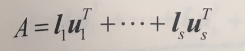 A = l₁u₁ᵀ + ⋯ + lₛuₛᵀ